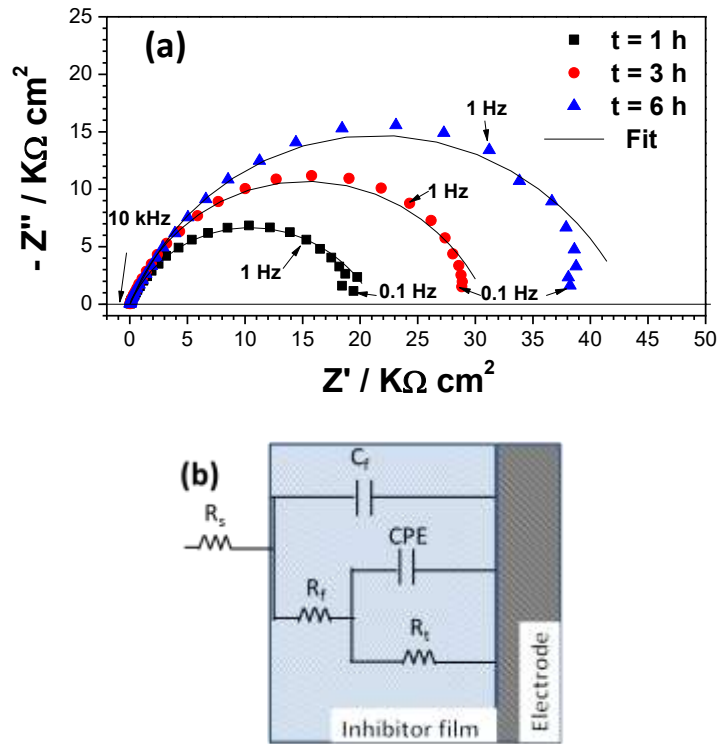 (a)
t = 1 h
t = 3 h
t = 6 h
Fit
1 Hz
1 Hz
1 Hz
10 kHz
0.1 Hz
0.1 Hz
25
20
15
10
5
0
0 5 10 15 20 25 30 35 40 45 50
- Z'' / KΩ cm²
Z' / KΩ cm²
(b)
Cf
Rs
CPE
Rf
Rt
Inhibitor film
Electrode